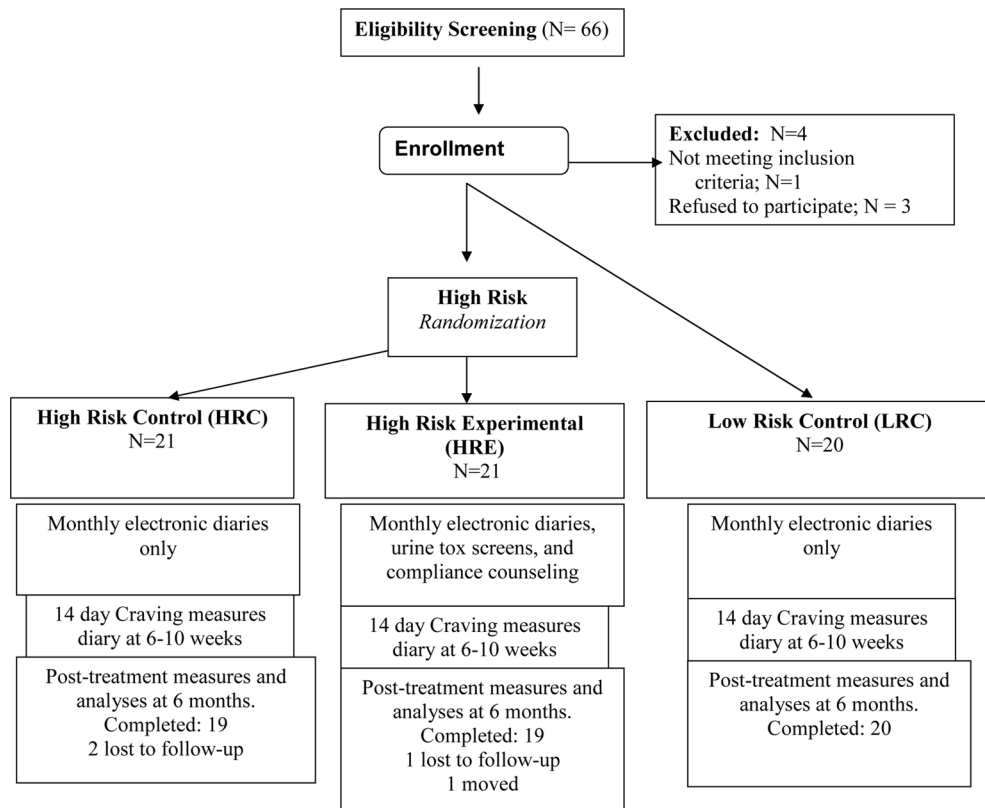 Eligibility Screening (N= 66)
Enrollment
Excluded: N=4
Not meeting inclusion
criteria; N=1
Refused to participate; N = 3
High Risk
Randomization
High Risk Control (HRC)
N=21
High Risk Experimental
(HRE)
N=21
Low Risk Control (LRC)
N=20
Monthly electronic diaries
only
Monthly electronic diaries,
urine tox screens, and
compliance counseling
Monthly electronic diaries
only
14 day Craving measures
diary at 6-10 weeks
14 day Craving measures
diary at 6-10 weeks
14 day Craving measures
diary at 6-10 weeks
Post-treatment measures and
analyses at 6 months.
Completed: 19
2 lost to follow-up
Post-treatment measures and
analyses at 6 months.
Completed: 19
1 lost to follow-up
1 moved
Post-treatment measures and
analyses at 6 months.
Completed: 20